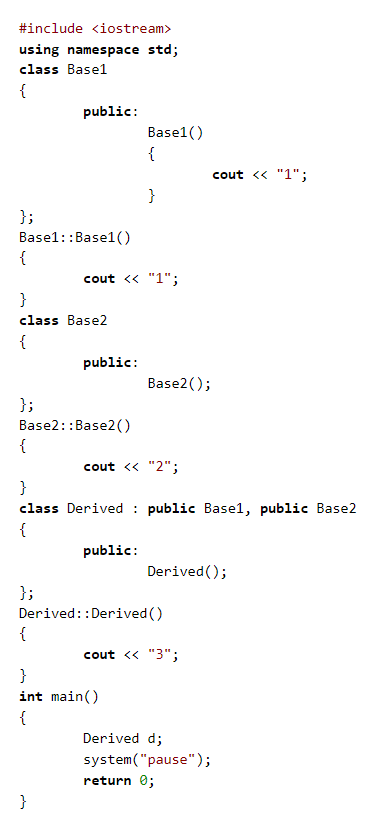 #include <iostream>
using namespace std;
class Base1
{
        public:
                Base1()
                {
                        cout << "1";
                }
};
Base1::Base1()
{
        cout << "1";
}
class Base2
{
        public:
                Base2();
};
Base2::Base2()
{
        cout << "2";
}
class Derived : public Base1, public Base2
{
        public:
                Derived();
};
Derived::Derived()
{
        cout << "3";
}
int main()
{
        Derived d;
        system("pause");
        return 0;
}